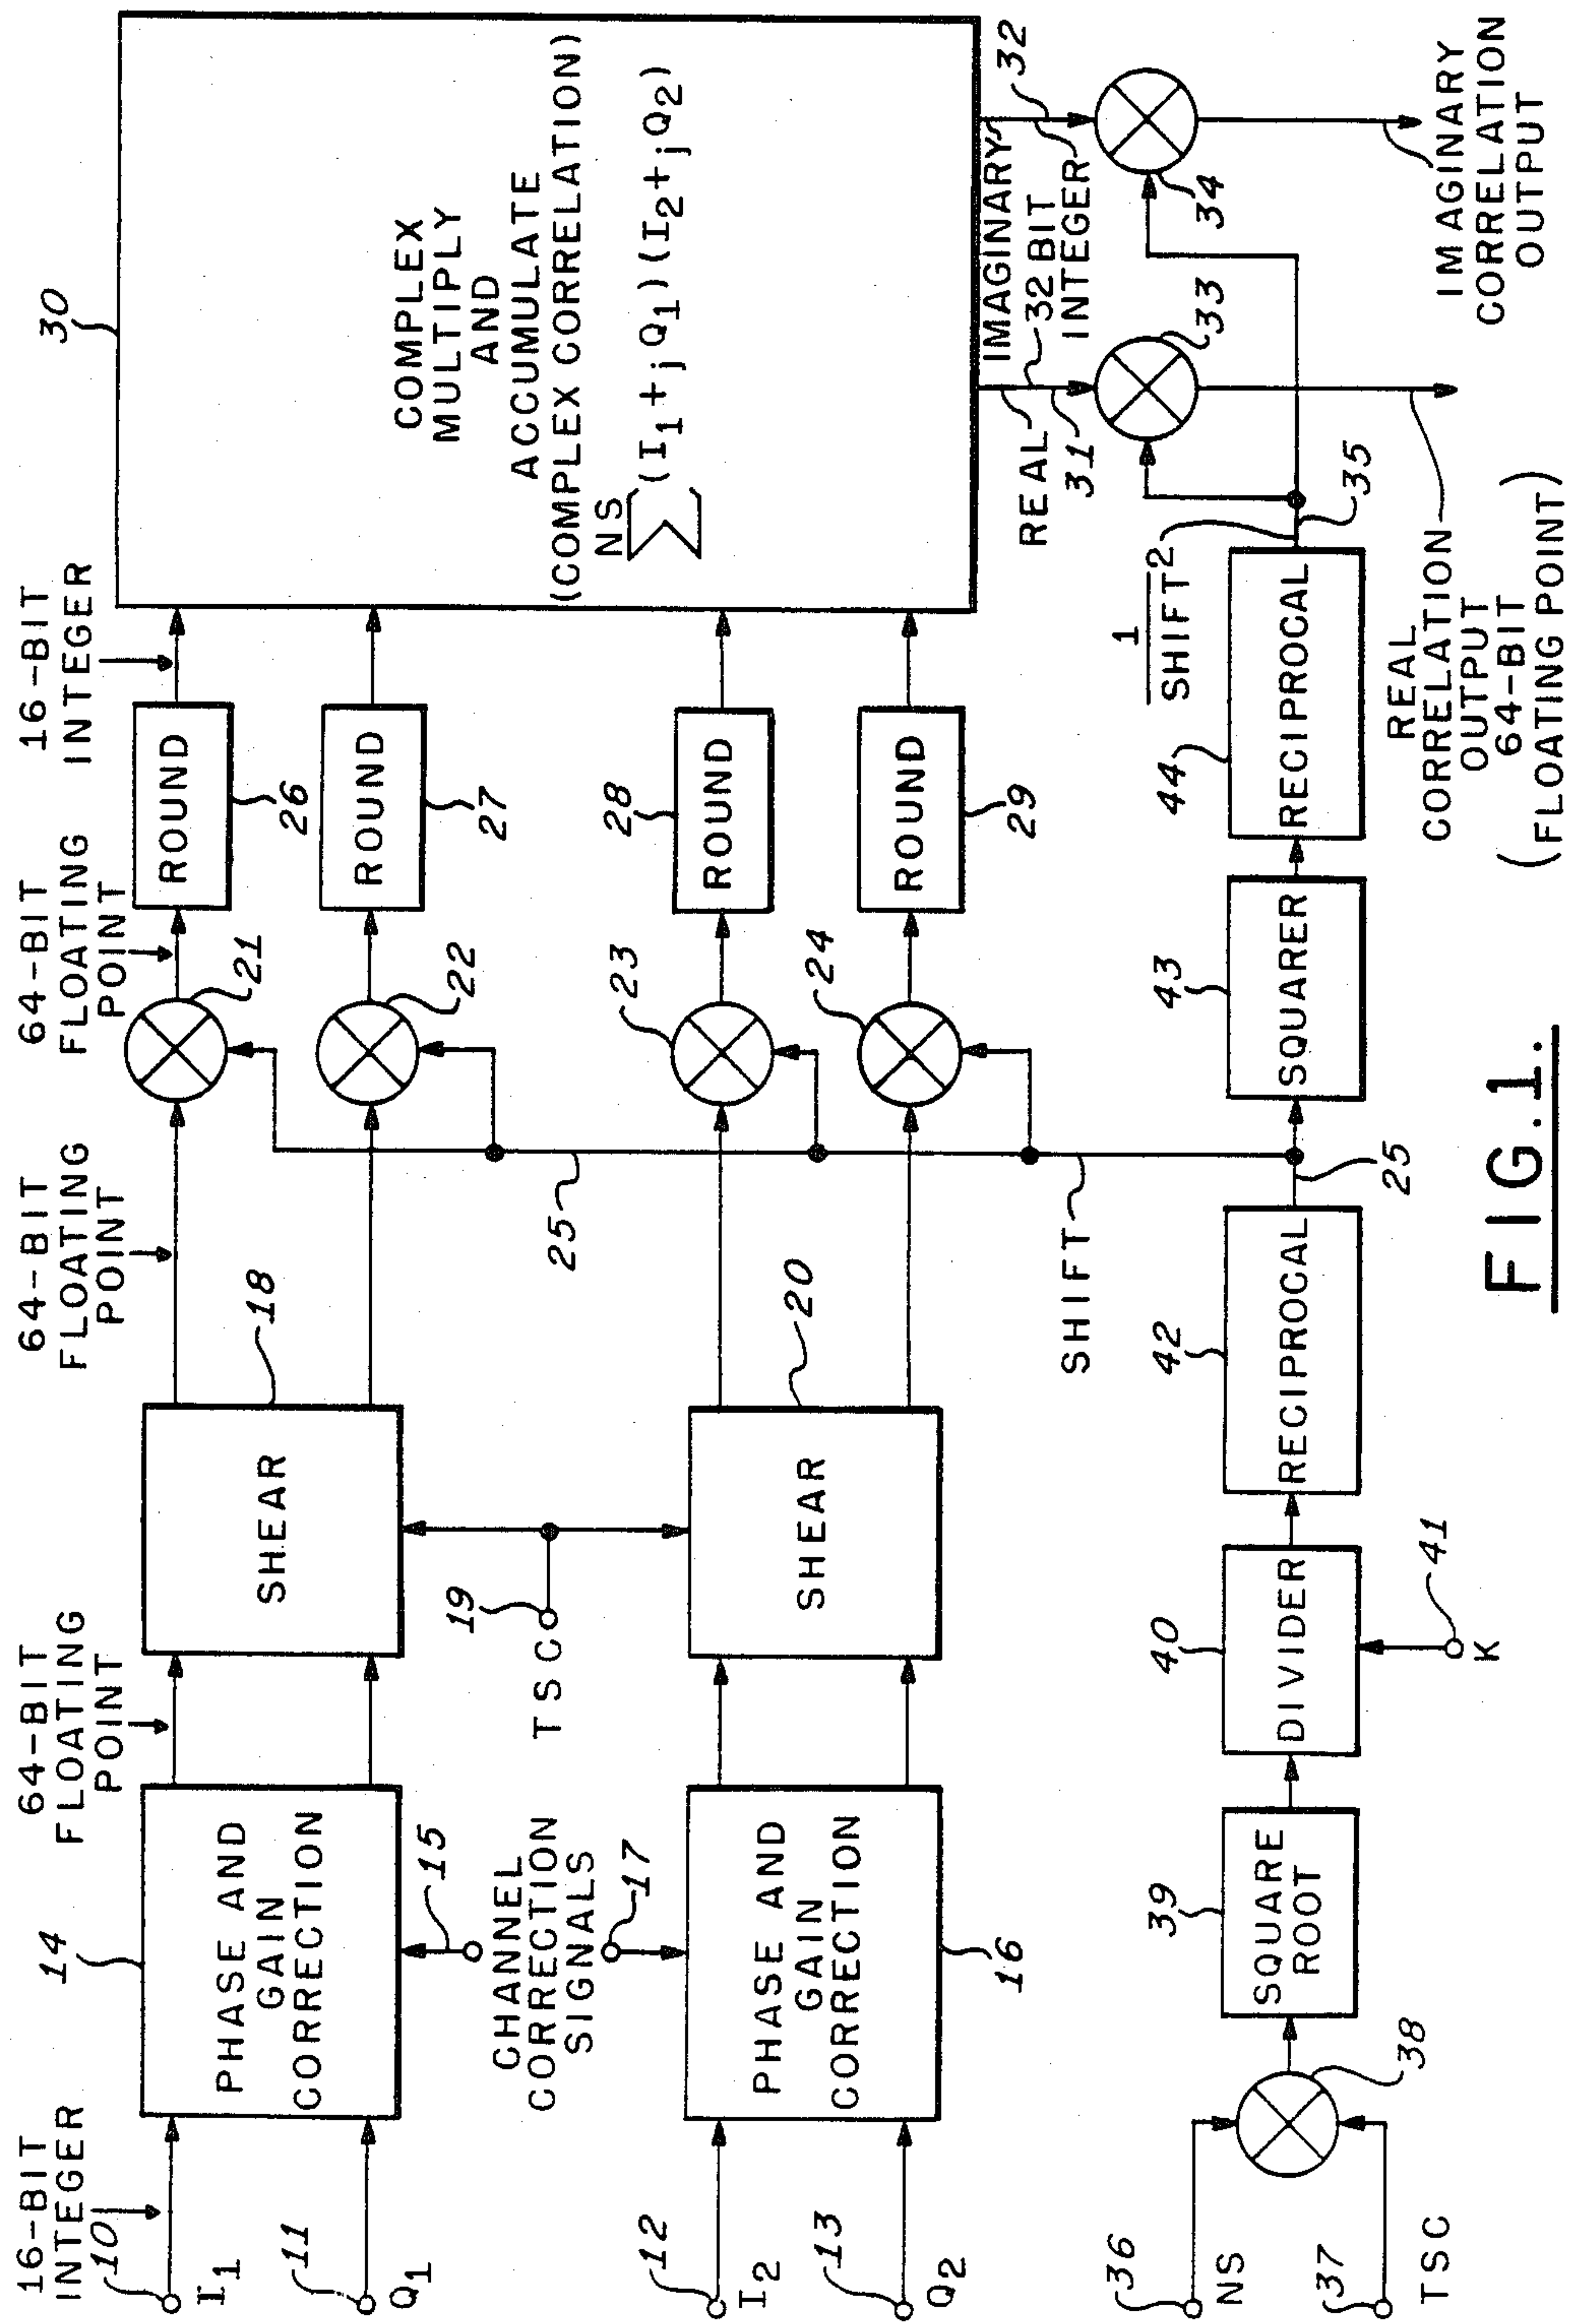 16-BIT
INTEGER
10
I1
11
Q1
12
I2
13
Q2
14
PHASE AND
GAIN
CORRECTION
15
CHANNEL
CORRECTION
SIGNALS
17
PHASE AND
GAIN
CORRECTION
16
64-BIT
FLOATING
POINT
SHEAR
18
19
TSC
SHEAR
20
64-BIT
FLOATING
POINT
25
SHIFT
21
22
23
24
64-BIT
FLOATING
POINT
ROUND
26
ROUND
27
28
ROUND
ROUND
29
16-BIT
INTEGER
30
COMPLEX
MULTIPLY
AND
ACCUMULATE
(COMPLEX CORRELATION)
NS
∑(I1+jQ1)(I2+jQ2)
REAL
31
32 BIT
INTEGER
IMAGINARY
32
33
34
36
NS
37
TSC
38
39
SQUARE
ROOT
40
DIVIDER
41
K
42
RECIPROCAL
25
43
SQUARER
44
RECIPROCAL
1
SHIFT2
35
REAL
CORRELATION
OUTPUT
64-BIT
(FLOATING POINT)
IMAGINARY
CORRELATION
OUTPUT
FIG.1.